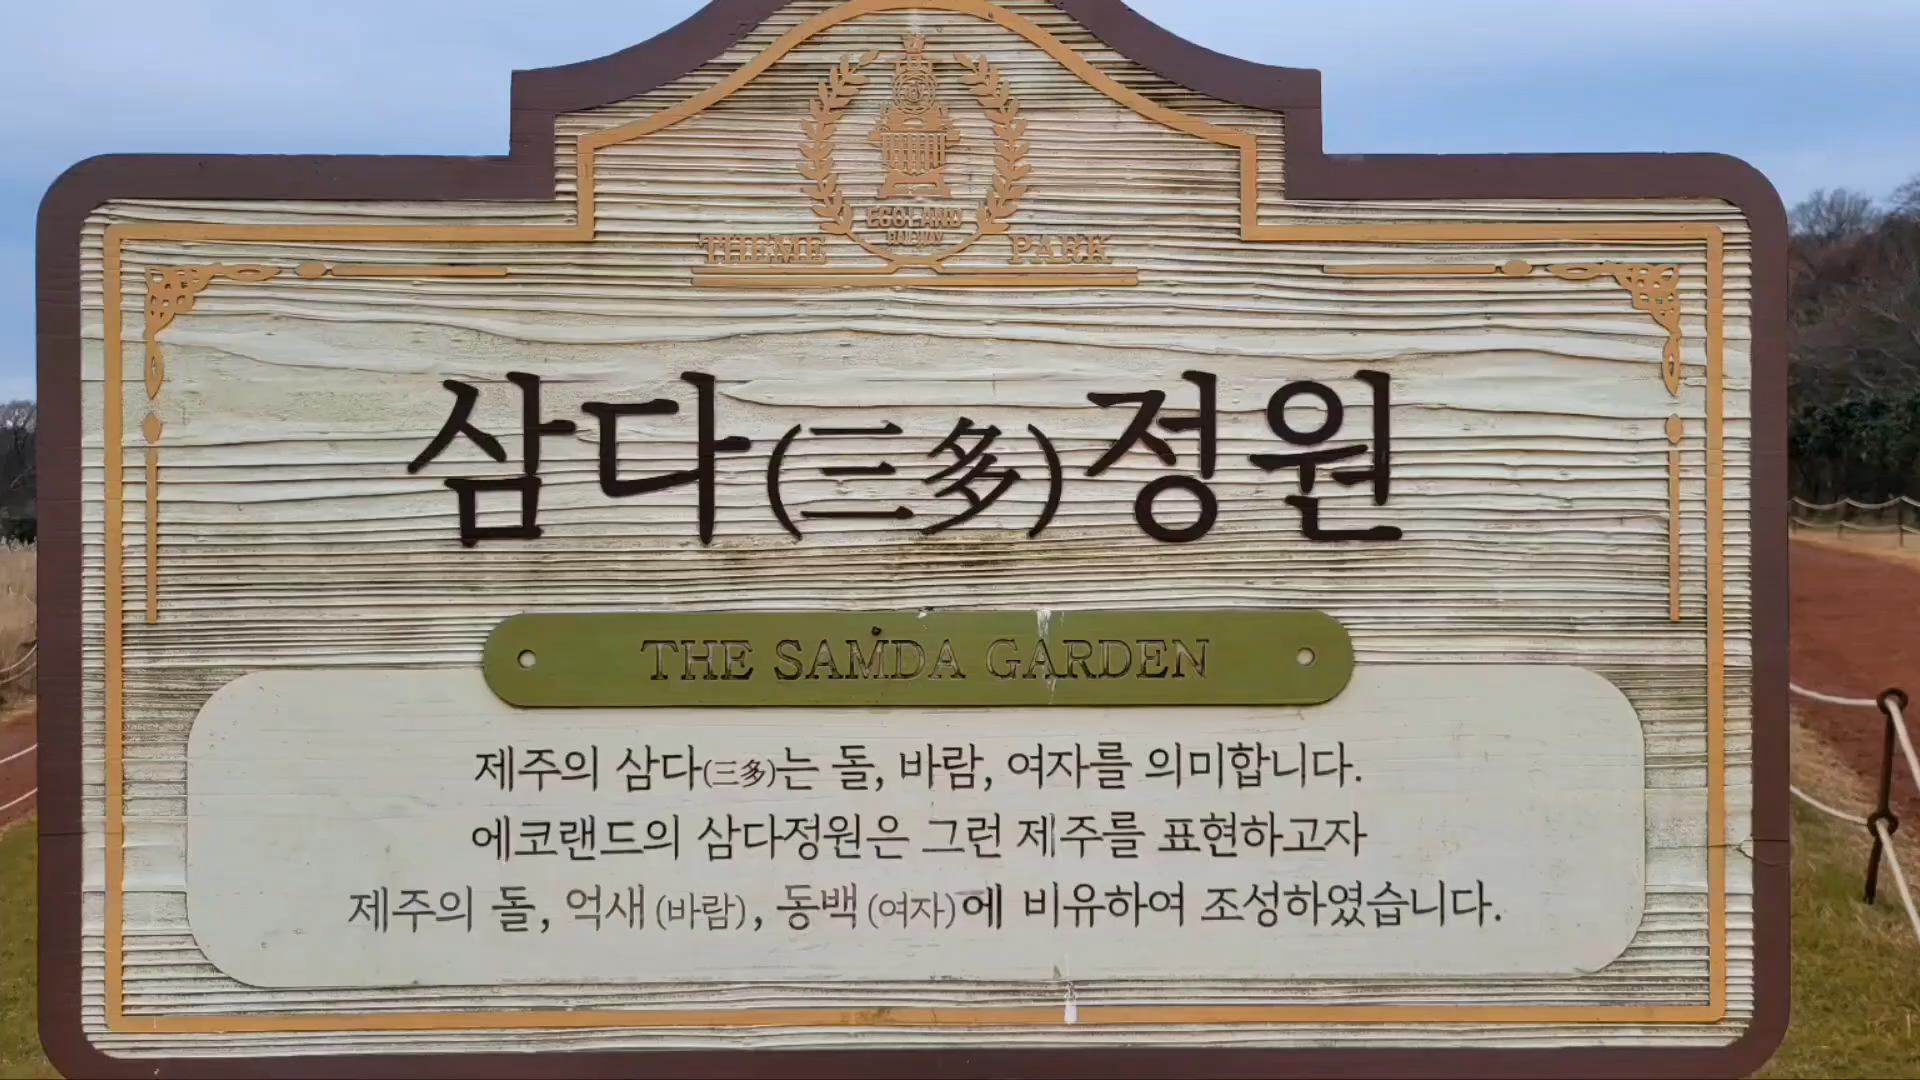 ECOLAND
RAILWAY
THEME PARK
삼다(三多)정원
THE SAMDA GARDEN
제주의 삼다(三多)는 돌, 바람, 여자를 의미합니다.
에코랜드의 삼다정원은 그런 제주를 표현하고자
제주의 돌, 억새 (바람), 동백 (여자)에 비유하여 조성하였습니다.